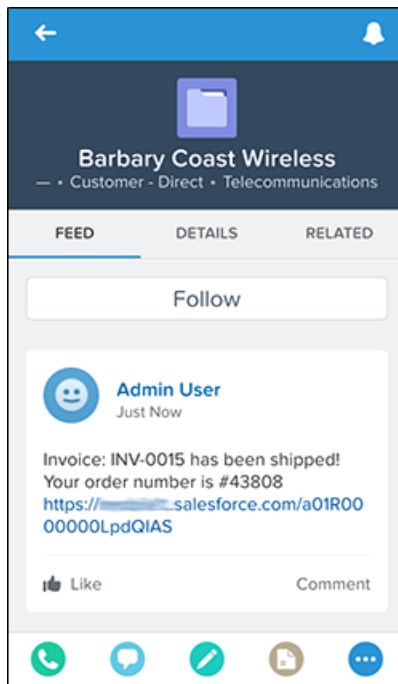 Barbary Coast Wireless
— • Customer - Direct • Telecommunications
FEED DETAILS RELATED
Follow
Admin User
Just Now
Invoice: INV-0015 has been shipped!
Your order number is #43808
https:// .salesforce.com/a01R00
00000LpdQIAS
Like Comment